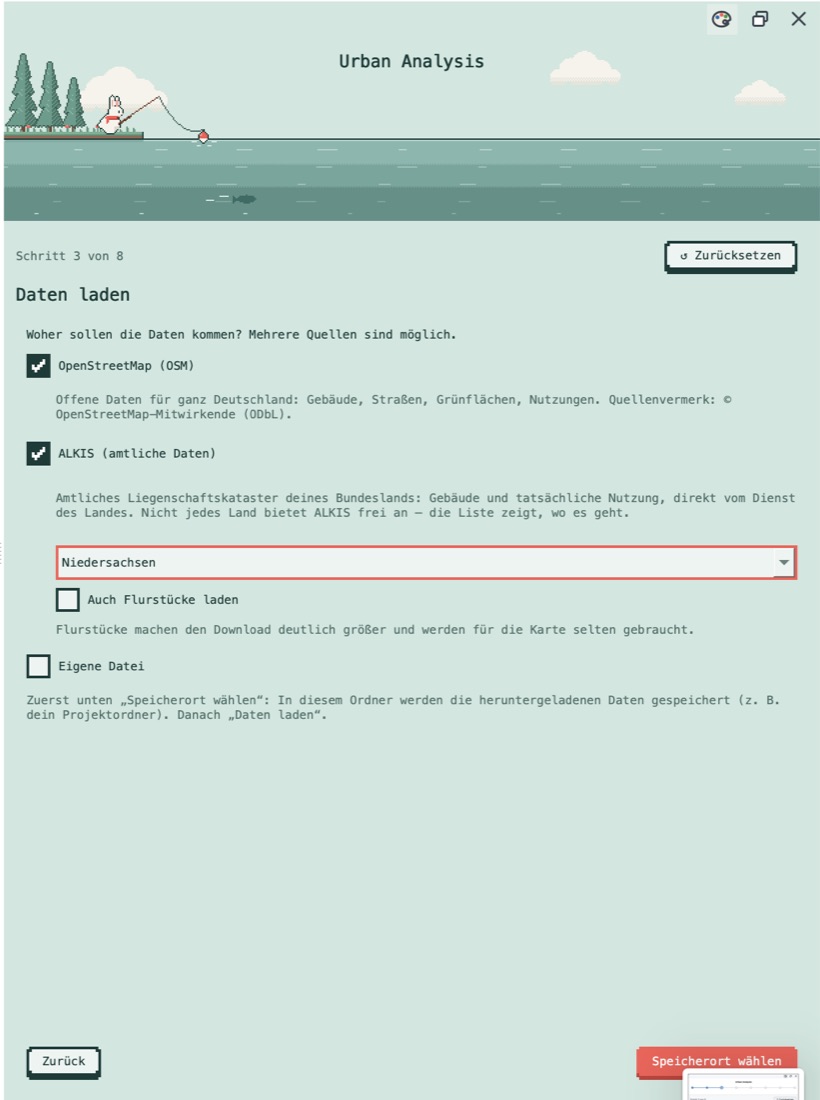 Urban Analysis
Schritt 3 von 8
↺ Zurücksetzen
Daten laden
Woher sollen die Daten kommen? Mehrere Quellen sind möglich.
OpenStreetMap (OSM)
Offene Daten für ganz Deutschland: Gebäude, Straßen, Grünflächen, Nutzungen. Quellenvermerk: ©
OpenStreetMap-Mitwirkende (ODbL).
ALKIS (amtliche Daten)
Amtliches Liegenschaftskataster deines Bundeslands: Gebäude und tatsächliche Nutzung, direkt vom Dienst
des Landes. Nicht jedes Land bietet ALKIS frei an – die Liste zeigt, wo es geht.
Niedersachsen
Auch Flurstücke laden
Flurstücke machen den Download deutlich größer und werden für die Karte selten gebraucht.
Eigene Datei
Zuerst unten „Speicherort wählen“: In diesem Ordner werden die heruntergeladenen Daten gespeichert (z. B.
dein Projektordner). Danach „Daten laden“.
Zurück
Speicherort wählen